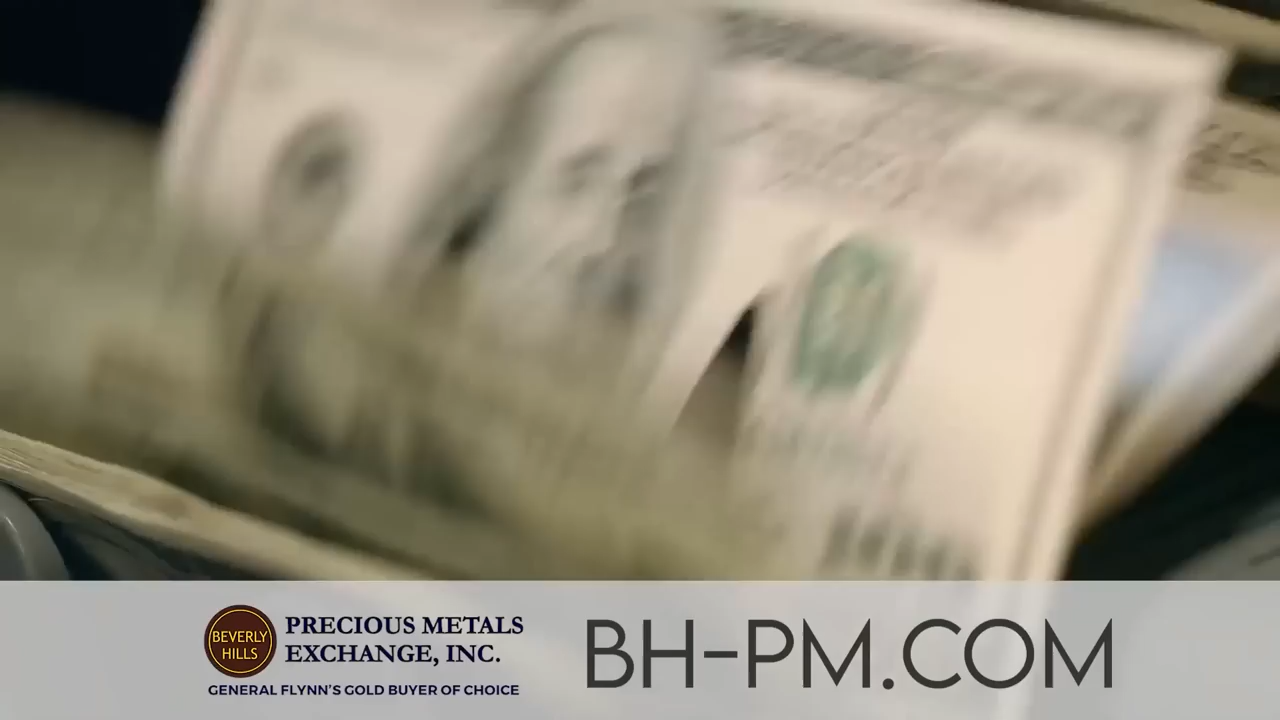 BEVERLY
HILLS
PRECIOUS METALS
EXCHANGE, INC.
GENERAL FLYNN'S GOLD BUYER OF CHOICE
BH-PM.COM